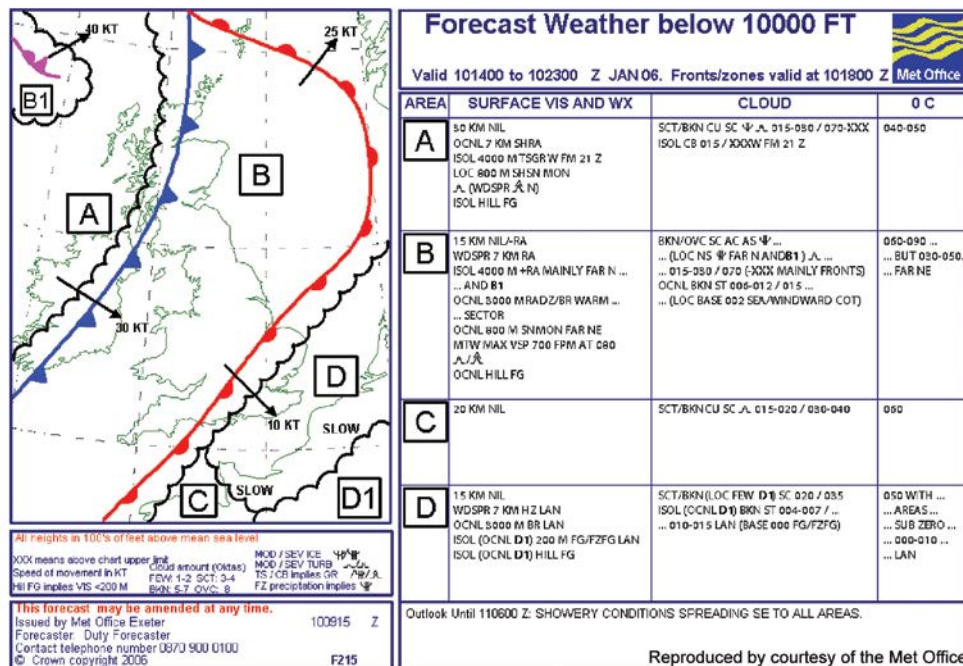 40 KT
25 KT
B1
B
A
30 KT
D
10 KT
SLOW
C
SLOW
D1
All heights in 100's of feet above mean sea level
XXX means above chart upper limit
Speed of movement in KT
Hill FG implies VIS <200 M
Cloud amount (Oktas)
FEW: 1-2 SCT: 3-4
BKN: 5-7 OVC: 8
MOD / SEV ICE
MOD / SEV TURB
TS / CB implies GR
FZ precipitation implies
This forecast may be amended at any time.
Issued by Met Office Exeter 100915 Z
Forecaster: Duty Forecaster
Contact telephone number 0870 900 0100
© Crown copyright 2006 F215
Forecast Weather below 10000 FT
Valid 101400 to 102300 Z JAN 06. Fronts/zones valid at 101800 Z
Met Office
AREA SURFACE VIS AND WX CLOUD 0 C
A
30 KM NIL
OCNL 7 KM SHRA
ISOL 4000 M TSGR W FM 21 Z
LOC 800 M SHSN MON
(WDSPR N)
ISOL HILL FG
SCT/BKN CU SC 015-030 / 070-XXX
ISOL CB 015 / XXXW FM 21 Z
040-050
B
15 KM NIL/-RA
WDSPR 7 KM RA
ISOL 4000 M +RA MAINLY FAR N ...
... AND B1
OCNL 3000 M RADZ/BR WARM ...
... SECTOR
OCNL 800 M SNMON FAR NE
MTW MAX VSP 700 FPM AT 080
OCNL HILL FG
BKN/OVC SC AC AS ...
... (LOC NS FAR N AND B1 ) ...
... 015-030 / 070 (-XXX MAINLY FRONTS)
OCNL BKN ST 006-012 / 015 ...
... (LOC BASE 002 SEA/WINDWARD COT)
060-090 ...
... BUT 030-050.
... FAR NE
C
20 KM NIL
SCT/BKN CU SC 015-020 / 030-040
060
D
15 KM NIL
WDSPR 7 KM HZ LAN
OCNL 3000 M BR LAN
ISOL (OCNL D1) 200 M FG/FZFG LAN
ISOL (OCNL D1) HILL FG
SCT/BKN (LOC FEW D1) SC 020 / 035
ISOL (OCNL D1) BKN ST 004-007 / ...
... 010-015 LAN (BASE 000 FG/FZFG)
050 WITH ...
... AREAS ...
... SUB ZERO ...
... 000-010 ...
... LAN
Outlook Until 110600 Z: SHOWERY CONDITIONS SPREADING SE TO ALL AREAS.
Reproduced by courtesy of the Met Office